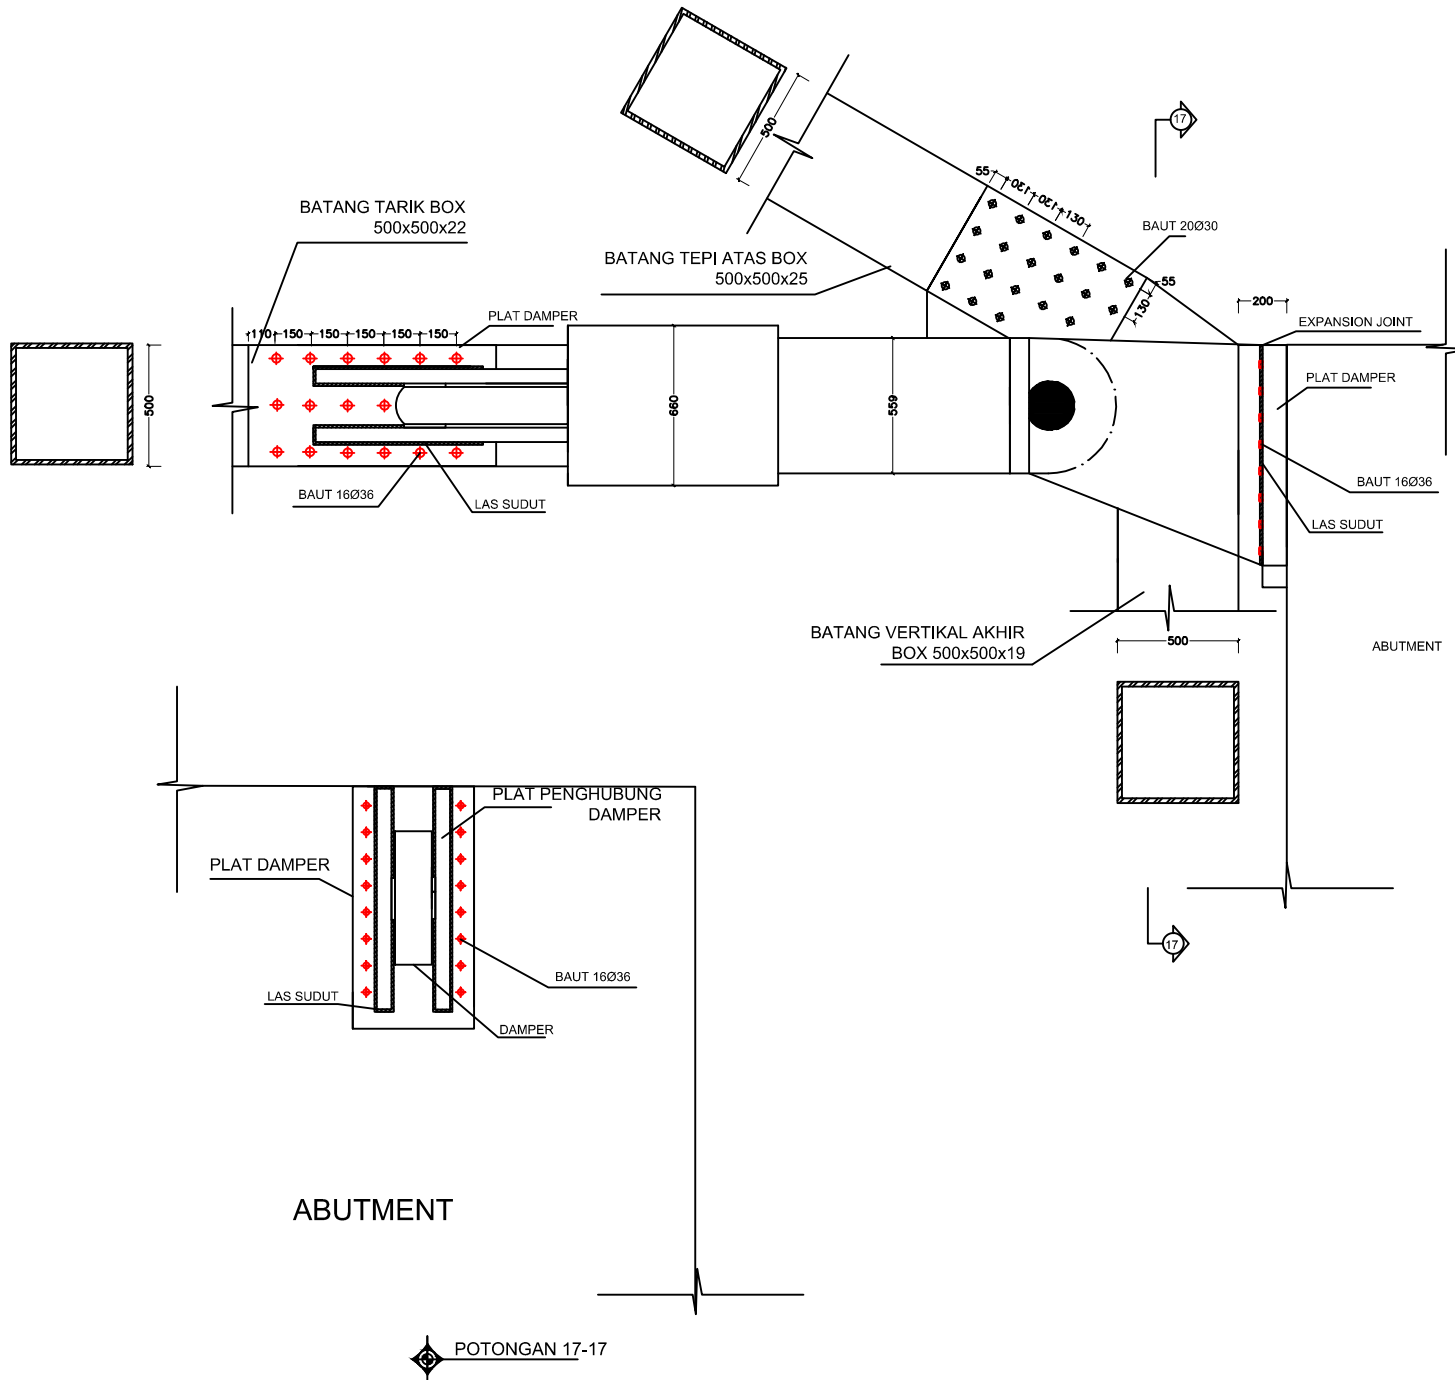 500
17
55
120
120
130
BAUT 20Ø30
BATANG TARIK BOX
500x500x22
BATANG TEPI ATAS BOX
500x500x25
55
130
200
PLAT DAMPER
EXPANSION JOINT
110
150
150
150
150
150
PLAT DAMPER
500
660
559
BAUT 16Ø36
LAS SUDUT
BAUT 16Ø36
LAS SUDUT
BATANG VERTIKAL AKHIR
BOX 500x500x19
500
ABUTMENT
PLAT PENGHUBUNG
DAMPER
PLAT DAMPER
17
BAUT 16Ø36
LAS SUDUT
DAMPER
ABUTMENT
POTONGAN 17-17